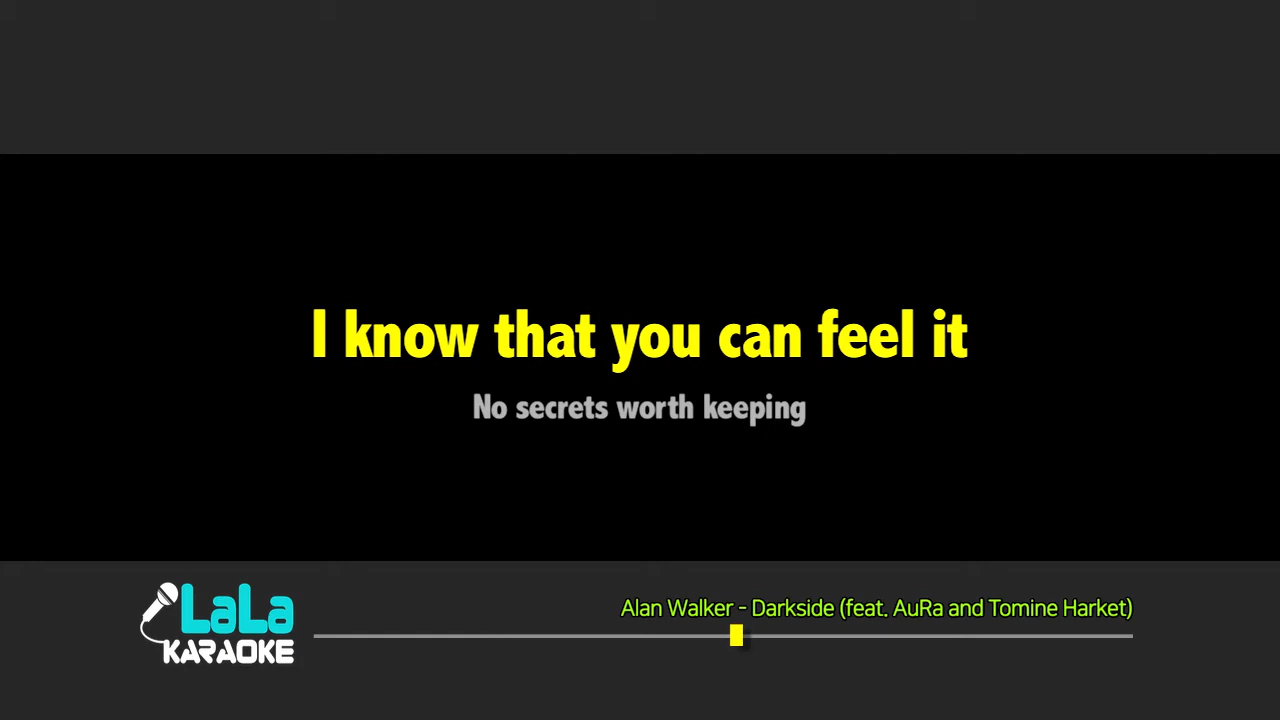 I know that you can feel it
No secrets worth keeping
Alan Walker - Darkside (feat. AuRa and Tomine Harket)
LaLa
KARAOKE